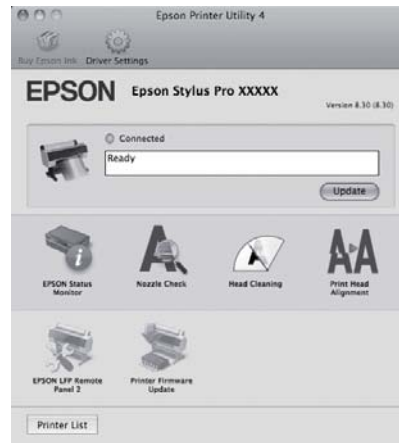 Epson Printer Utility 4
Buy Epson Ink
Driver Settings
EPSON
Epson Stylus Pro XXXXX
Version 8.30 (8.30)
Connected
Ready
Update
EPSON Status
Monitor
Nozzle Check
Head Cleaning
Print Head
Alignment
EPSON LFP Remote
Panel 2
Printer Firmware
Update
Printer List